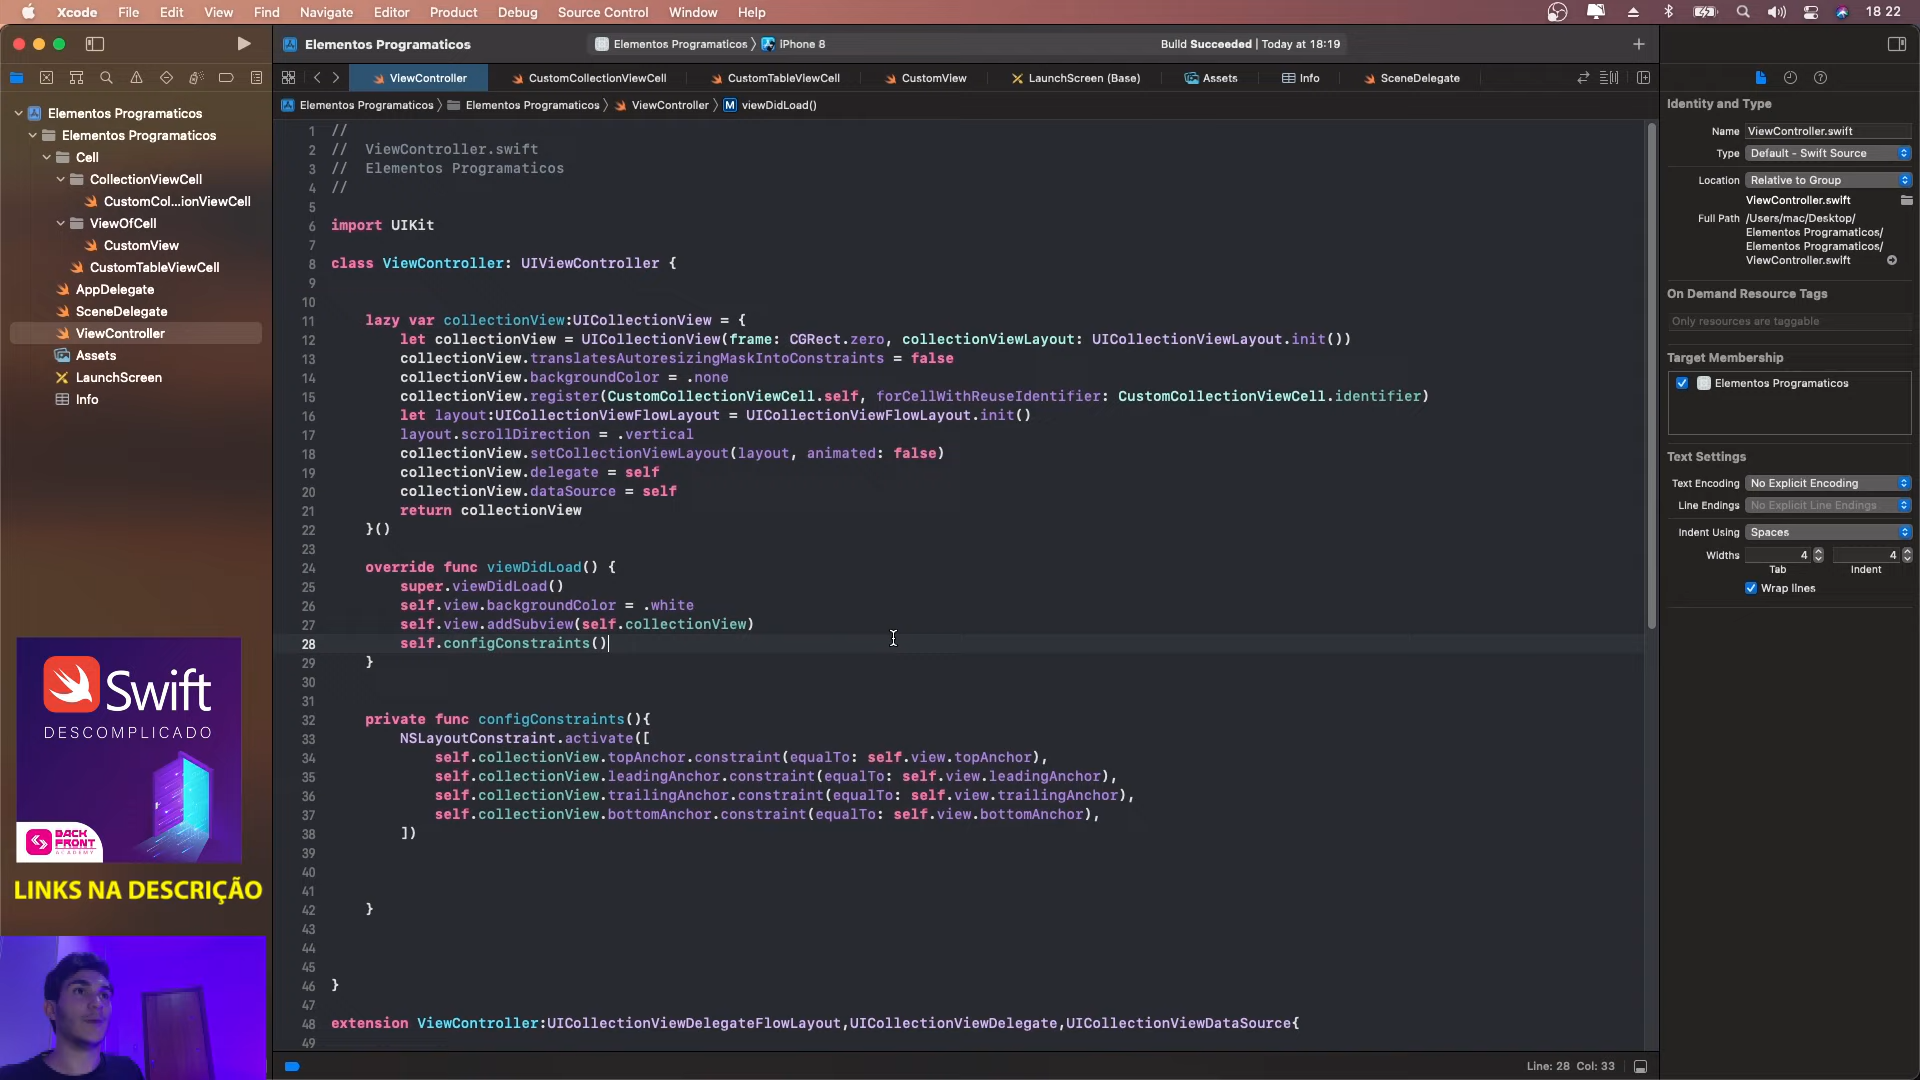 Xcode File Edit View Find Navigate Editor Product Debug Source Control Window Help 18 22
Elementos Programaticos
Elementos Programaticos iPhone 8
Build Succeeded | Today at 18:19
ViewController CustomCollectionViewCell CustomTableViewCell CustomView LaunchScreen (Base) Assets Info SceneDelegate
Elementos Programaticos Elementos Programaticos ViewController M viewDidLoad()
Elementos Programaticos
Elementos Programaticos
Cell
CollectionViewCell
CustomCol...ionViewCell
ViewOfCell
CustomView
CustomTableViewCell
AppDelegate
SceneDelegate
ViewController
Assets
LaunchScreen
Info
Swift
DESCOMPLICADO
BACK
FRONT
ACADEMY
LINKS NA DESCRIÇÃO
1 //
2 //  ViewController.swift
3 //  Elementos Programaticos
4 //
5
6 import UIKit
7
8 class ViewController: UIViewController {
9
10
11 lazy var collectionView:UICollectionView = {
12 let collectionView = UICollectionView(frame: CGRect.zero, collectionViewLayout: UICollectionViewLayout.init())
13 collectionView.translatesAutoresizingMaskIntoConstraints = false
14 collectionView.backgroundColor = .none
15 collectionView.register(CustomCollectionViewCell.self, forCellWithReuseIdentifier: CustomCollectionViewCell.identifier)
16 let layout:UICollectionViewFlowLayout = UICollectionViewFlowLayout.init()
17 layout.scrollDirection = .vertical
18 collectionView.setCollectionViewLayout(layout, animated: false)
19 collectionView.delegate = self
20 collectionView.dataSource = self
21 return collectionView
22 }()
23
24 override func viewDidLoad() {
25 super.viewDidLoad()
26 self.view.backgroundColor = .white
27 self.view.addSubview(self.collectionView)
28 self.configConstraints()
29 }
30
31
32 private func configConstraints(){
33 NSLayoutConstraint.activate([
34 self.collectionView.topAnchor.constraint(equalTo: self.view.topAnchor),
35 self.collectionView.leadingAnchor.constraint(equalTo: self.view.leadingAnchor),
36 self.collectionView.trailingAnchor.constraint(equalTo: self.view.trailingAnchor),
37 self.collectionView.bottomAnchor.constraint(equalTo: self.view.bottomAnchor),
38 ])
39
40
41
42 }
43
44
45
46 }
47
48 extension ViewController:UICollectionViewDelegateFlowLayout,UICollectionViewDelegate,UICollectionViewDataSource{
49
Line: 28 Col: 33
Identity and Type
Name ViewController.swift
Type Default - Swift Source
Location Relative to Group
ViewController.swift
Full Path /Users/mac/Desktop/
Elementos Programaticos/
Elementos Programaticos/
ViewController.swift
On Demand Resource Tags
Only resources are taggable
Target Membership
Elementos Programaticos
Text Settings
Text Encoding No Explicit Encoding
Line Endings No Explicit Line Endings
Indent Using Spaces
Widths 4 4
Tab Indent
Wrap lines